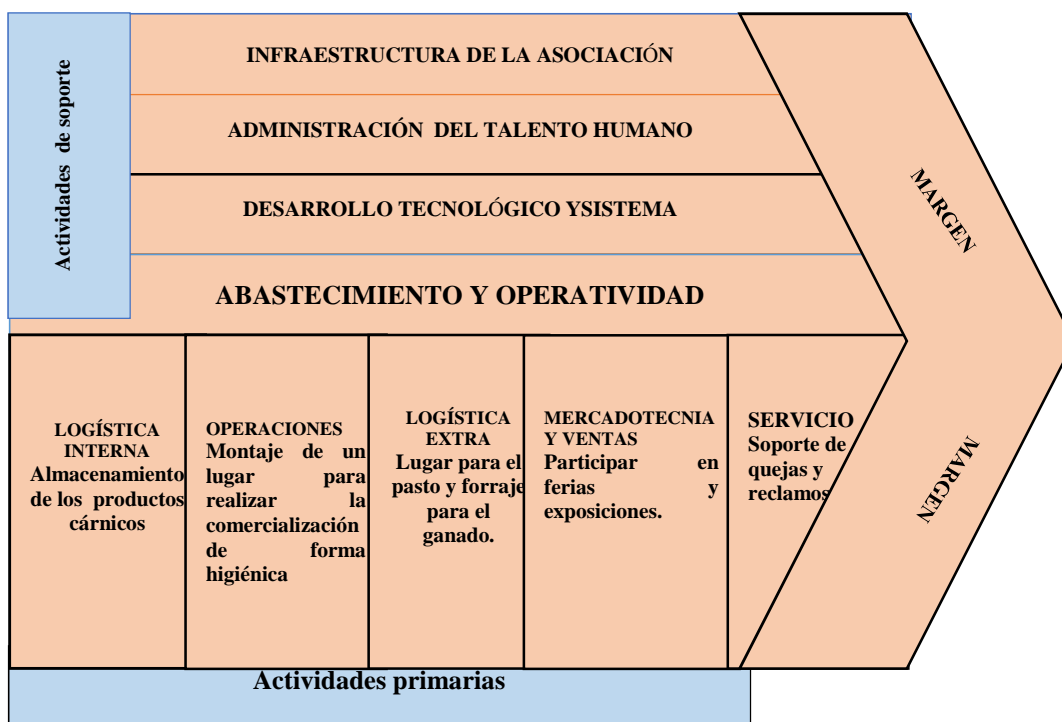 Actividades de soporte
INFRAESTRUCTURA DE LA ASOCIACIÓN
ADMINISTRACIÓN DEL TALENTO HUMANO
DESARROLLO TECNOLÓGICO YSISTEMA
ABASTECIMIENTO Y OPERATIVIDAD
MARGEN
LOGÍSTICA
INTERNA
Almacenamiento
de los productos
cárnicos
OPERACIONES
Montaje de un
lugar para
realizar la
comercialización
de forma
higiénica
LOGÍSTICA
EXTRA
Lugar para el
pasto y forraje
para el
ganado.
MERCADOTECNIA
Y VENTAS
Participar en
ferias y
exposiciones.
SERVICIO
Soporte de
quejas y
reclamos
MARGEN
Actividades primarias